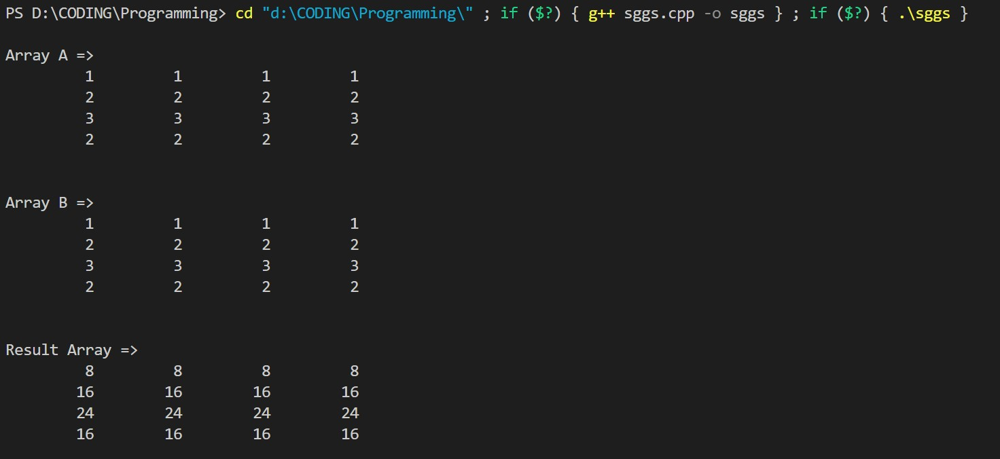 PS D:\CODING\Programming> cd "d:\CODING\Programming\" ; if ($?) { g++ sggs.cpp -o sggs } ; if ($?) { .\sggs }
Array A =>
1 1 1 1
2 2 2 2
3 3 3 3
2 2 2 2
Array B =>
1 1 1 1
2 2 2 2
3 3 3 3
2 2 2 2
Result Array =>
8 8 8 8
16 16 16 16
24 24 24 24
16 16 16 16